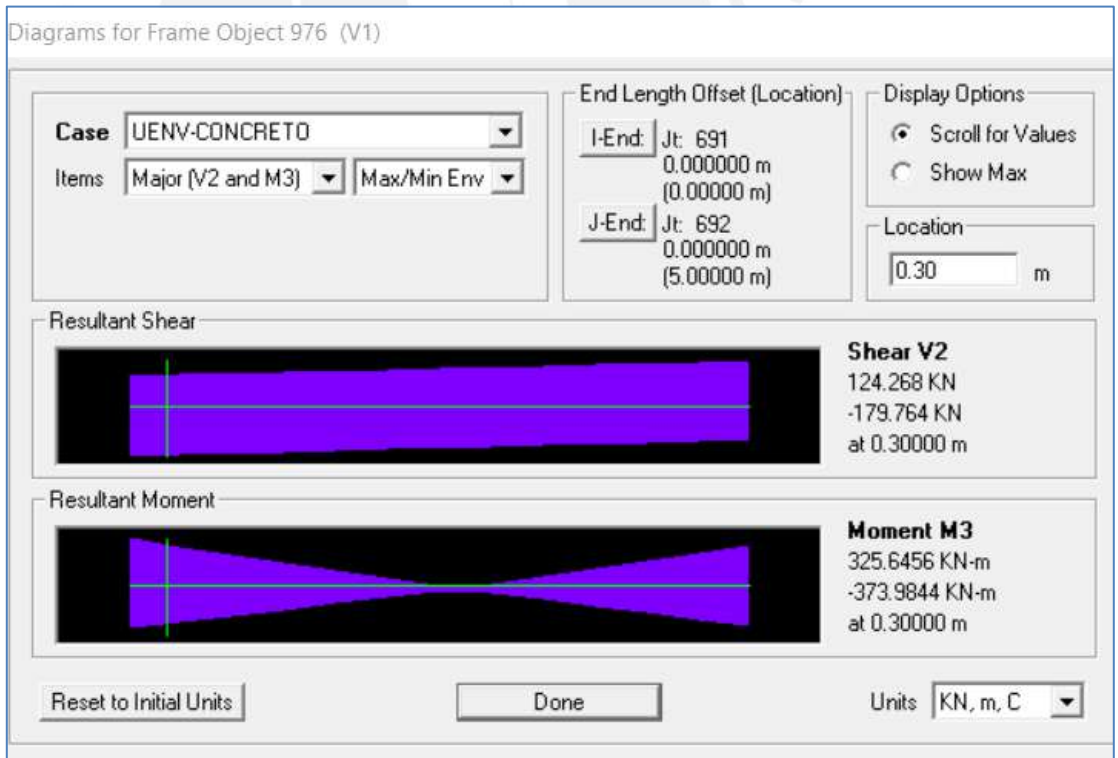 Diagrams for Frame Object 976 (V1)
Case UENV-CONCRETO
Items Major (V2 and M3) Max/Min Env
End Length Offset (Location)
I-End: Jt: 691
0.000000 m
(0.00000 m)
J-End: Jt: 692
0.000000 m
(5.00000 m)
Display Options
Scroll for Values
Show Max
Location
0.30 m
Resultant Shear
Shear V2
124.268 KN
-179.764 KN
at 0.30000 m
Resultant Moment
Moment M3
325.6456 KN-m
-373.9844 KN-m
at 0.30000 m
Reset to Initial Units
Done
Units KN, m, C